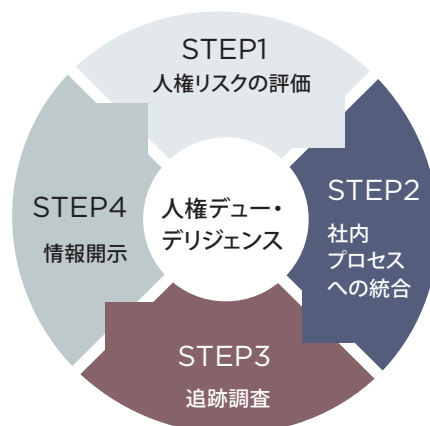 STEP1
人権リスクの評価
STEP2
社内
プロセス
への統合
STEP3
追跡調査
STEP4
情報開示
人権デュー・
デリジェンス